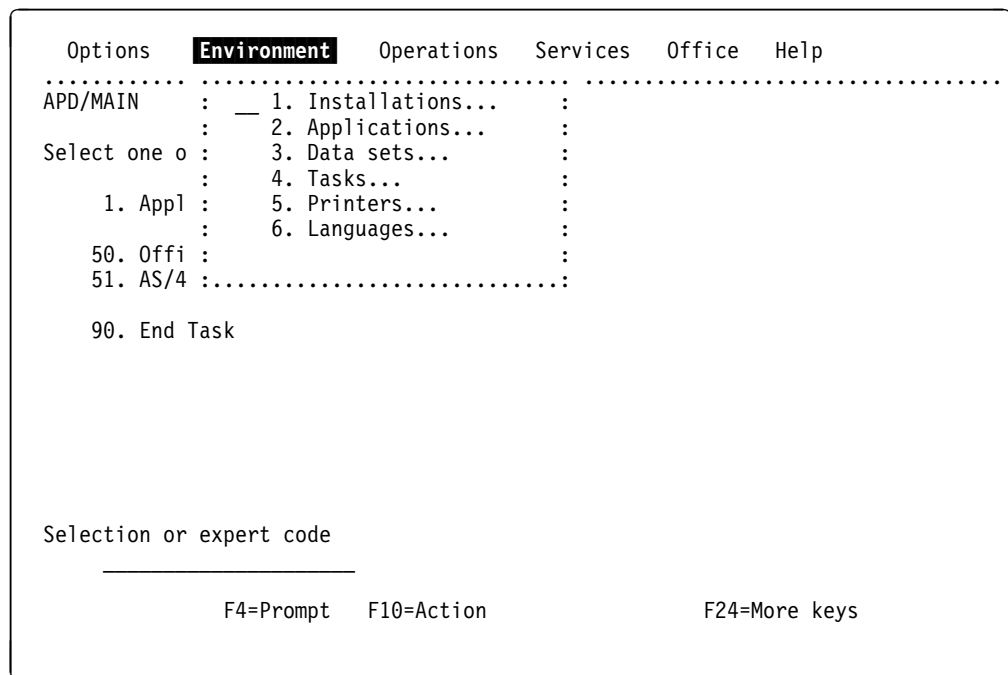 Options Environment Operations Services Office Help
............ ............................... ...................................
APD/MAIN : __ 1. Installations... :
: 2. Applications... :
Select one o : 3. Data sets... :
: 4. Tasks... :
1. Appl : 5. Printers... :
: 6. Languages... :
50. Offi : :
51. AS/4 :.............................:
90. End Task
Selection or expert code
_____________________
F4=Prompt F10=Action F24=More keys